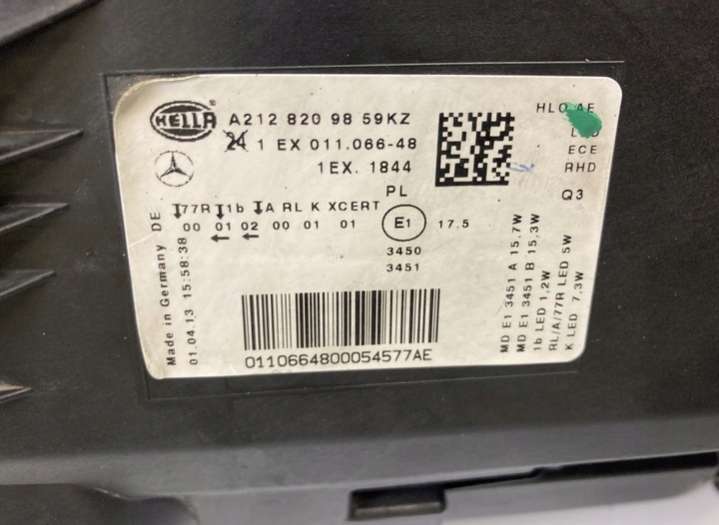 HELLA
A212 820 98 59KZ
24 1 EX 011.066-48
1EX. 1844
PL
77R 1b A RL K XCERT
00 01 02 00 01 01 E1 17.5
3450
3451
HLO AE
ECE
RHD
Q3
Made in Germany DE
01.04.13 15:58:38
MD E1 3451 A 15,7W
MD E1 3451 B 15,3W
1b LED 1,2W
RL/A/77R LED 5W
K LED 7,3W
0110664800054577AE